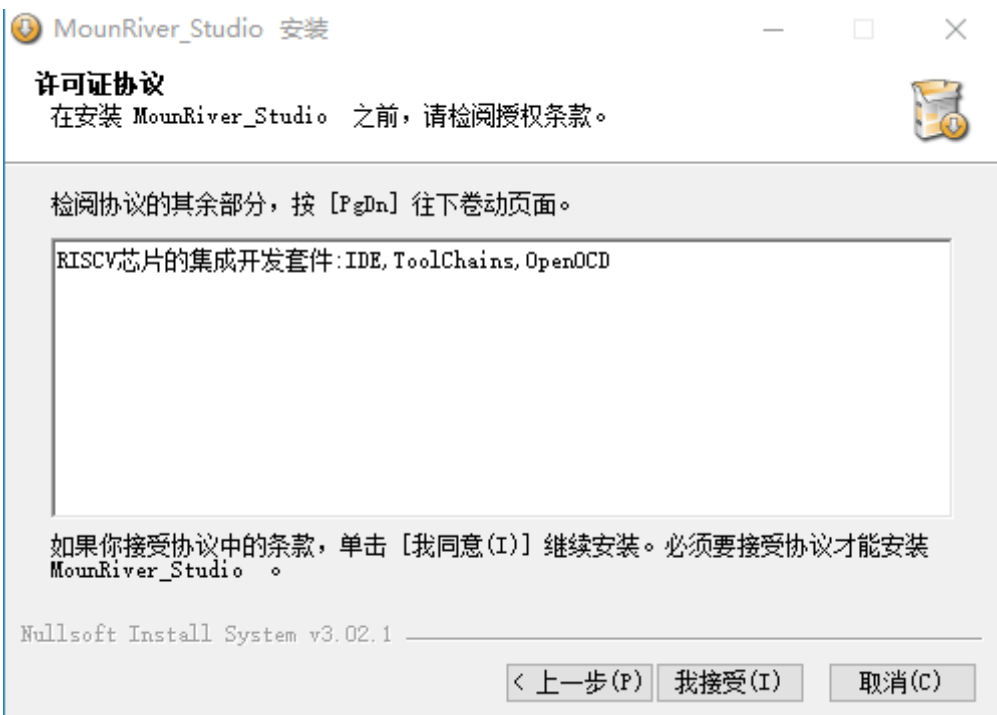 MounRiver_Studio 安装
许可证协议
在安装 MounRiver_Studio 之前，请检阅授权条款。
检阅协议的其余部分，按 [PgDn] 往下卷动页面。
RISCV芯片的集成开发套件:IDE,ToolChains,OpenOCD
如果你接受协议中的条款，单击 [我同意(I)] 继续安装。必须要接受协议才能安装
MounRiver_Studio 。
Nullsoft Install System v3.02.1
< 上一步(P) 我接受(I) 取消(C)